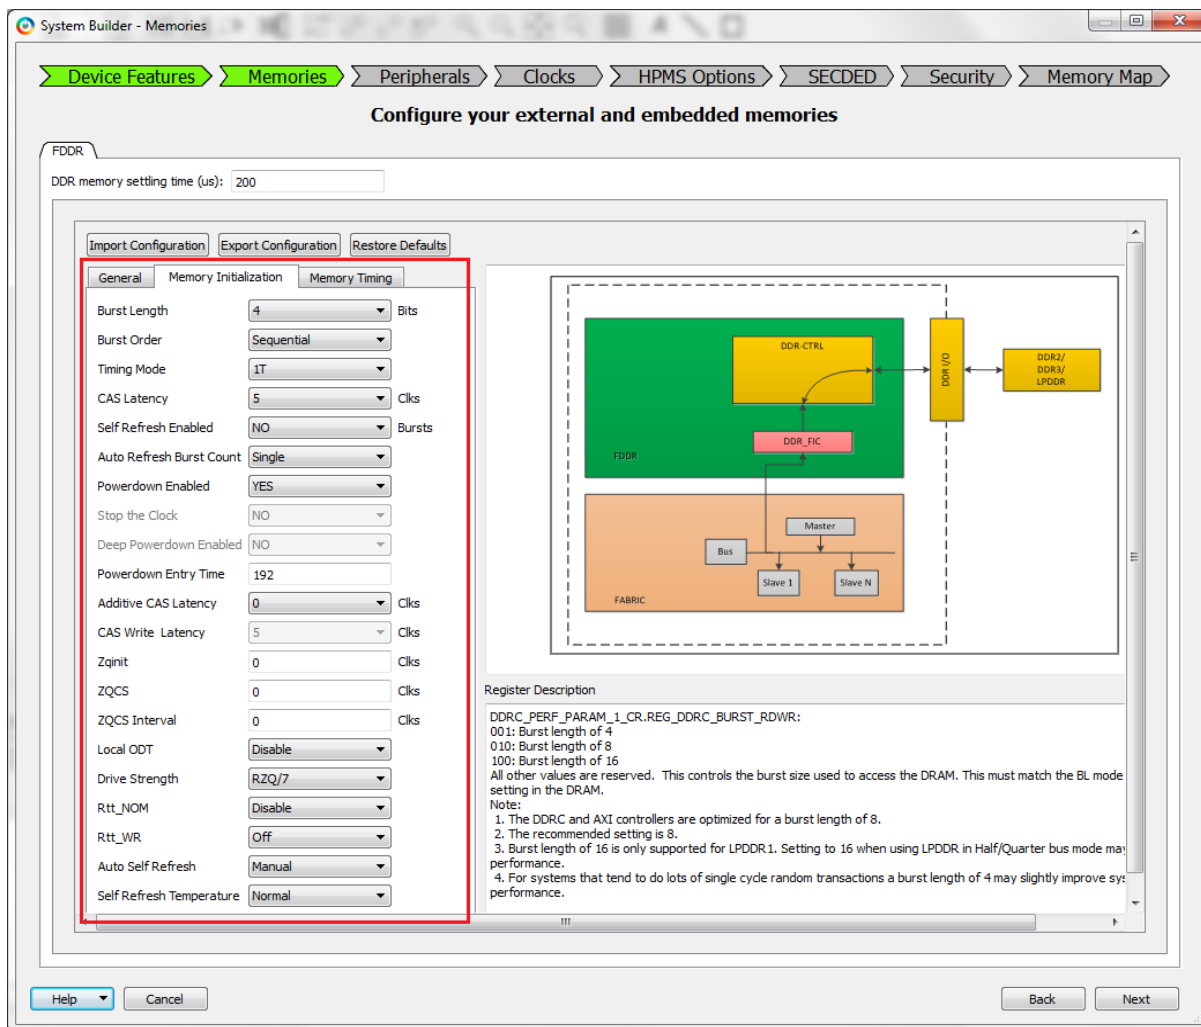 System Builder - Memories
Device Features Memories Peripherals Clocks HPMS Options SECDED Security Memory Map
Configure your external and embedded memories
FDDR
DDR memory settling time (us): 200
Import Configuration Export Configuration Restore Defaults
General Memory Initialization Memory Timing
Burst Length 4 Bits
Burst Order Sequential
Timing Mode 1T
CAS Latency 5 Clks
Self Refresh Enabled NO Bursts
Auto Refresh Burst Count Single
Powerdown Enabled YES
Stop the Clock NO
Deep Powerdown Enabled NO
Powerdown Entry Time 192
Additive CAS Latency 0 Clks
CAS Write Latency 5 Clks
Zqinit 0 Clks
ZQCS 0 Clks
ZQCS Interval 0 Clks
Local ODT Disable
Drive Strength RZQ/7
Rtt_NOM Disable
Rtt_WR Off
Auto Self Refresh Manual
Self Refresh Temperature Normal
DDR-CTRL
DDR I/O
DDR2/
DDR3/
LPDDR
DDR_FIC
FDDR
Master
Bus
Slave 1 Slave N
FABRIC
Register Description
DDRC_PERF_PARAM_1_CR.REG_DDRC_BURST_RDWR:
001: Burst length of 4
010: Burst length of 8
100: Burst length of 16
All other values are reserved. This controls the burst size used to access the DRAM. This must match the BL mode
setting in the DRAM.
Note:
1. The DDRC and AXI controllers are optimized for a burst length of 8.
2. The recommended setting is 8.
3. Burst length of 16 is only supported for LPDDR1. Setting to 16 when using LPDDR in Half/Quarter bus mode may
performance.
4. For systems that tend to do lots of single cycle random transactions a burst length of 4 may slightly improve sys
performance.
Help Cancel Back Next